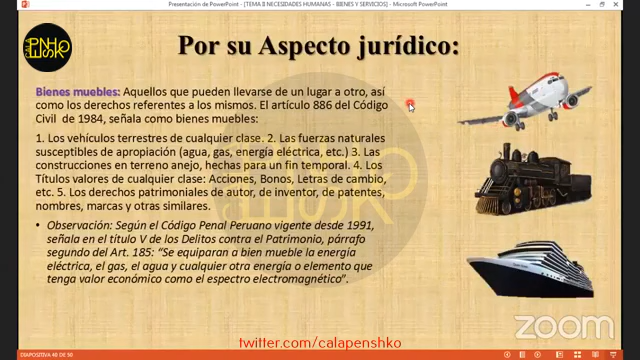 Presentación de PowerPoint - [TEMA 8 NECESIDADES HUMANAS - BIENES Y SERVICIOS] - Microsoft PowerPoint
Por su Aspecto jurídico:
Bienes muebles: Aquellos que pueden llevarse de un lugar a otro, así
como los derechos referentes a los mismos. El artículo 886 del Código
Civil de 1984, señala como bienes muebles:
1. Los vehículos terrestres de cualquier clase. 2. Las fuerzas naturales
susceptibles de apropiación (agua, gas, energía eléctrica, etc.) 3. Las
construcciones en terreno anejo, hechas para un fin temporal. 4. Los
Títulos valores de cualquier clase: Acciones, Bonos, Letras de cambio,
etc. 5. Los derechos patrimoniales de autor, de inventor, de patentes,
nombres, marcas y otras similares.
• Observación: Según el Código Penal Peruano vigente desde 1991,
señala en el título V de los Delitos contra el Patrimonio, párrafo
segundo del Art. 185: “Se equiparan a bien mueble la energía
eléctrica, el gas, el agua y cualquier otra energía o elemento que
tenga valor económico como el espectro electromagnético”.
zoom
twitter.com/calapenshko
DIAPOSITIVA 40 DE 50